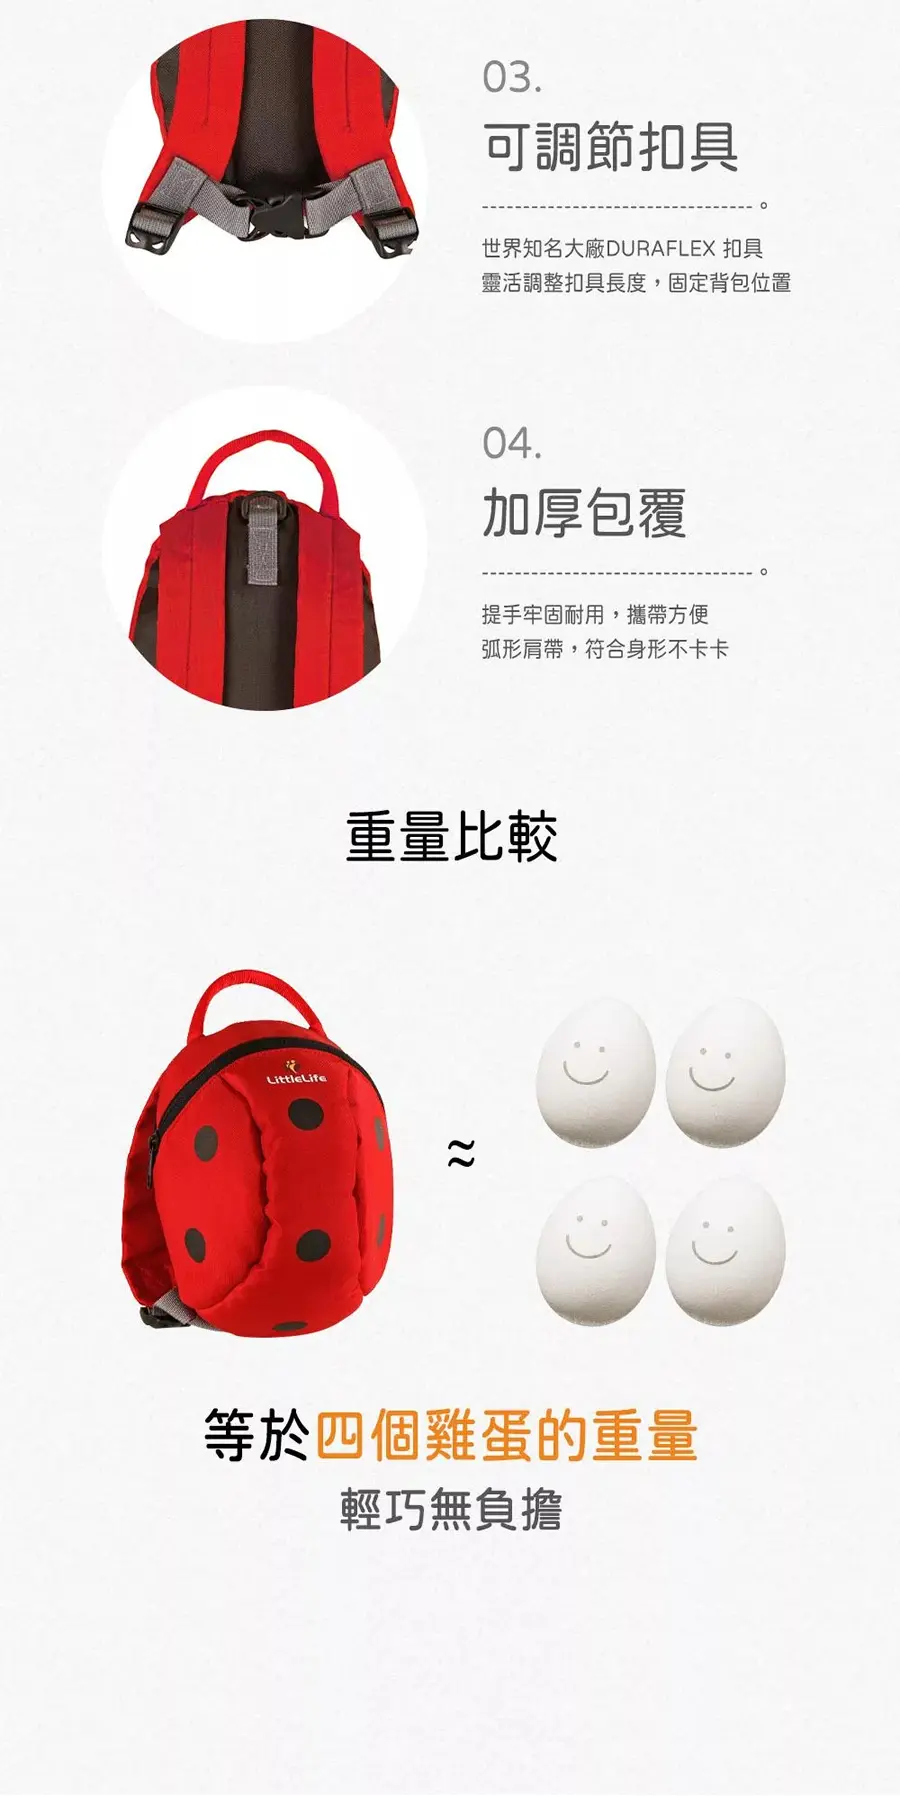 03.
可調節扣具
世界知名大廠DURAFLEX 扣具
靈活調整扣具長度，固定背包位置
04.
加厚包覆
提手牢固耐用，攜帶方便
弧形肩帶，符合身形不卡卡
重量比較
LittleLife
≈
等於四個雞蛋的重量
輕巧無負擔